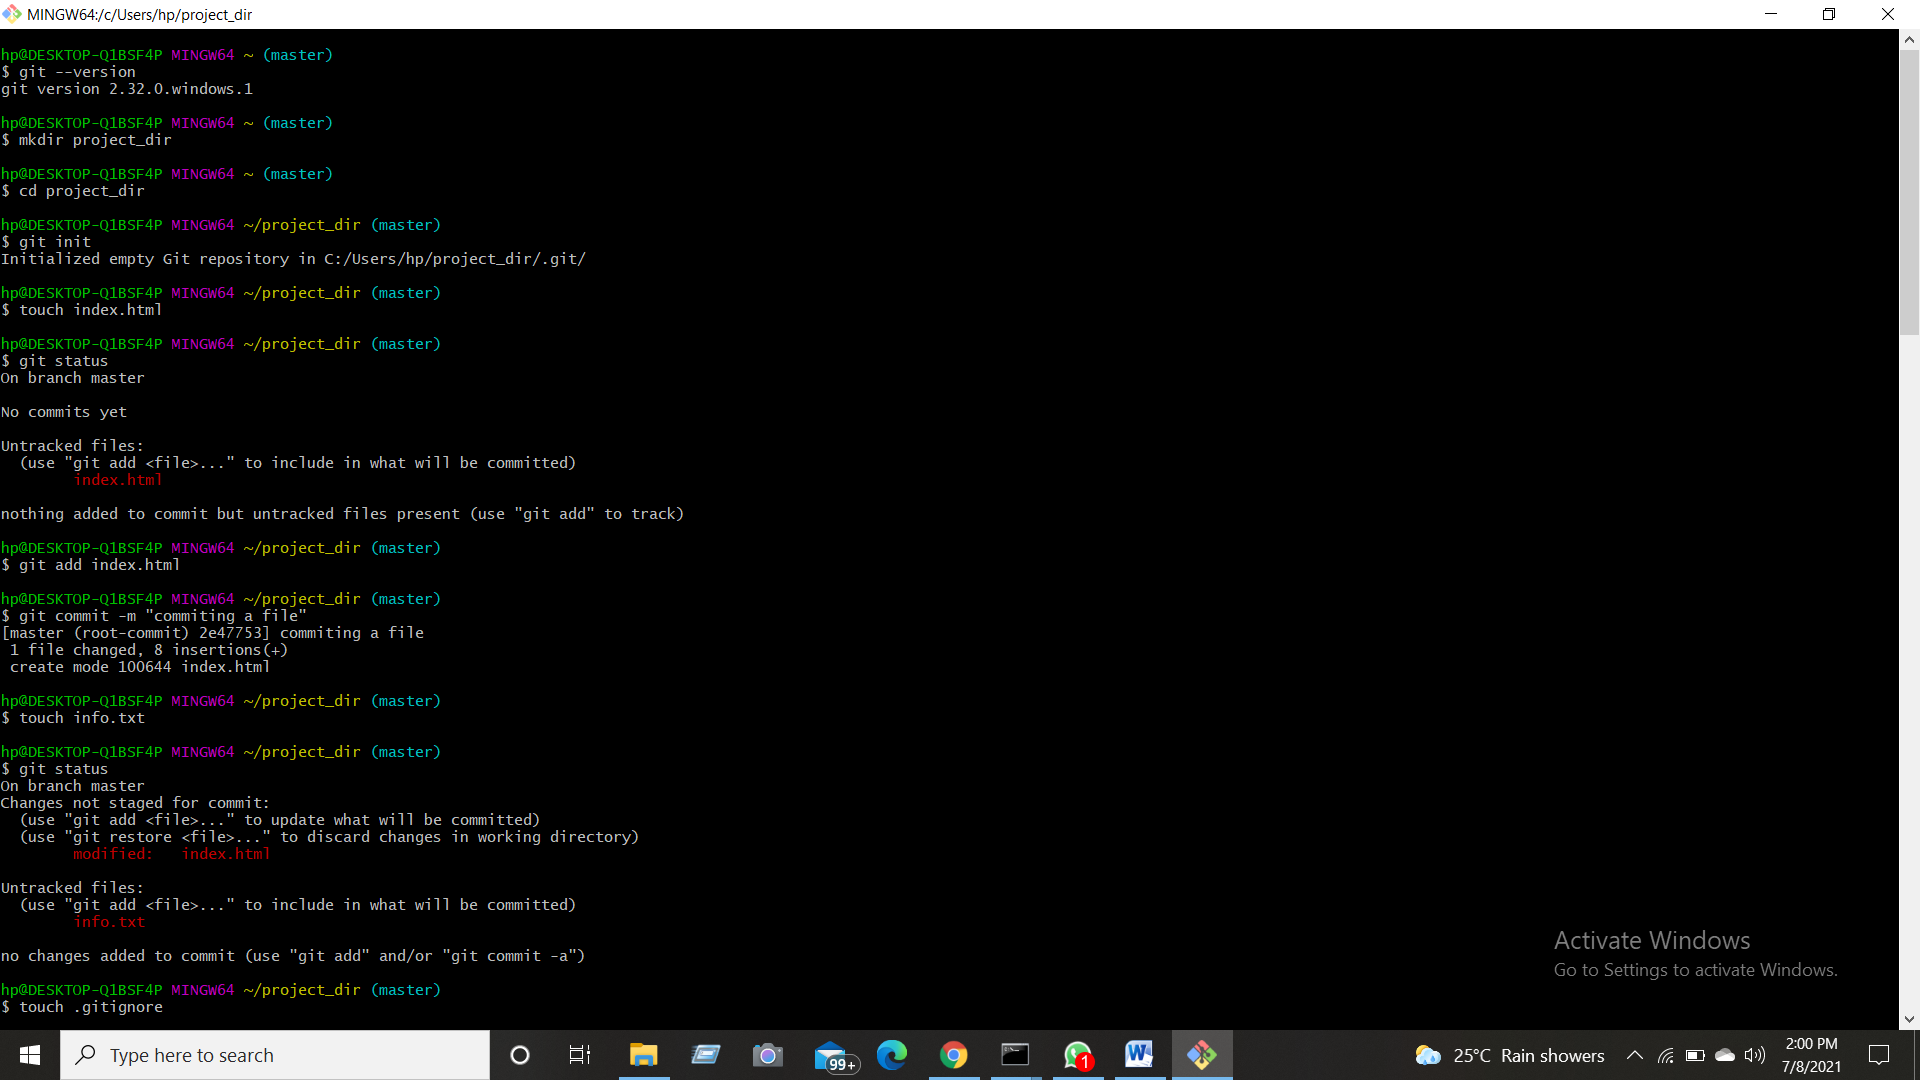 MINGW64:/c/Users/hp/project_dir
hp@DESKTOP-Q1BSF4P MINGW64 ~ (master)
$ git --version
git version 2.32.0.windows.1
hp@DESKTOP-Q1BSF4P MINGW64 ~ (master)
$ mkdir project_dir
hp@DESKTOP-Q1BSF4P MINGW64 ~ (master)
$ cd project_dir
hp@DESKTOP-Q1BSF4P MINGW64 ~/project_dir (master)
$ git init
Initialized empty Git repository in C:/Users/hp/project_dir/.git/
hp@DESKTOP-Q1BSF4P MINGW64 ~/project_dir (master)
$ touch index.html
hp@DESKTOP-Q1BSF4P MINGW64 ~/project_dir (master)
$ git status
On branch master
No commits yet
Untracked files:
  (use "git add <file>..." to include in what will be committed)
        index.html
nothing added to commit but untracked files present (use "git add" to track)
hp@DESKTOP-Q1BSF4P MINGW64 ~/project_dir (master)
$ git add index.html
hp@DESKTOP-Q1BSF4P MINGW64 ~/project_dir (master)
$ git commit -m "commiting a file"
[master (root-commit) 2e47753] commiting a file
 1 file changed, 8 insertions(+)
 create mode 100644 index.html
hp@DESKTOP-Q1BSF4P MINGW64 ~/project_dir (master)
$ touch info.txt
hp@DESKTOP-Q1BSF4P MINGW64 ~/project_dir (master)
$ git status
On branch master
Changes not staged for commit:
  (use "git add <file>..." to update what will be committed)
  (use "git restore <file>..." to discard changes in working directory)
        modified:   index.html
Untracked files:
  (use "git add <file>..." to include in what will be committed)
        info.txt
no changes added to commit (use "git add" and/or "git commit -a")
hp@DESKTOP-Q1BSF4P MINGW64 ~/project_dir (master)
$ touch .gitignore
Activate Windows
Go to Settings to activate Windows.
Type here to search
99+
1
W
25°C Rain showers
2:00 PM
7/8/2021